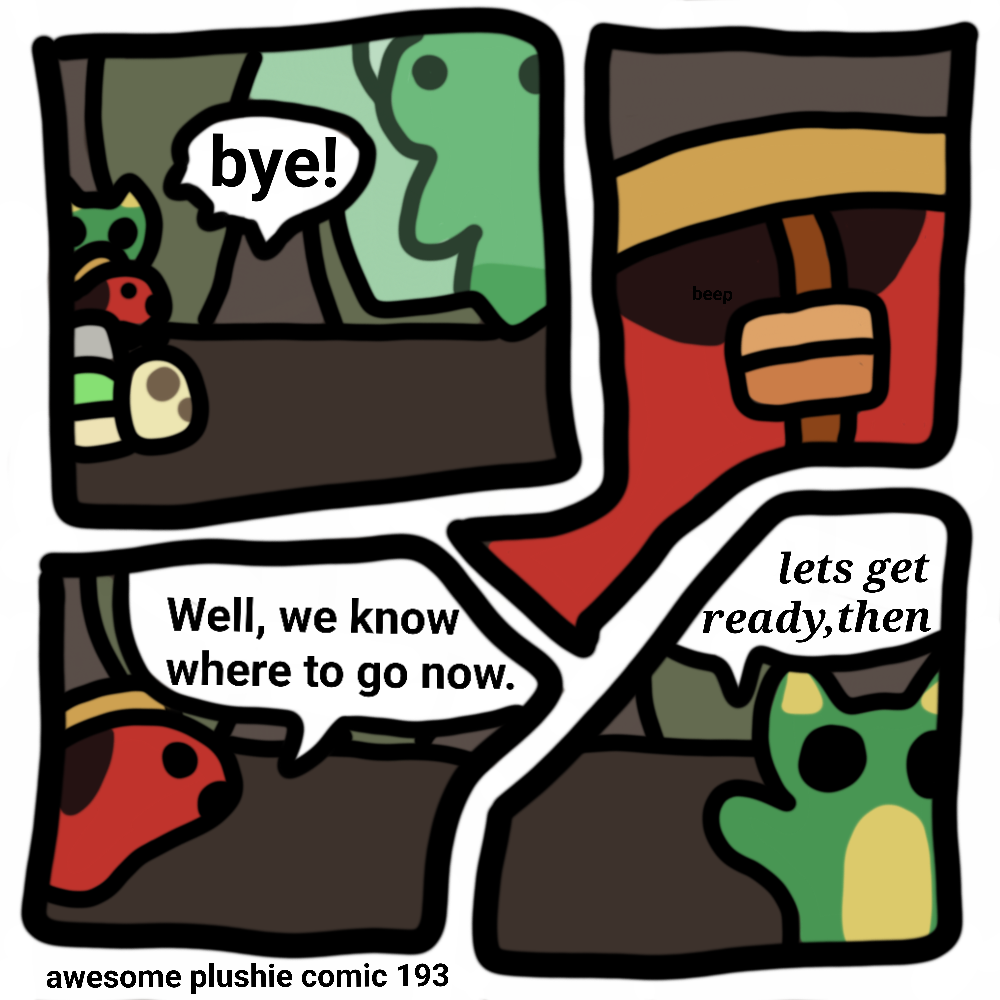 bye!
beep
Well, we know
where to go now.
lets get
ready,then
awesome plushie comic 193